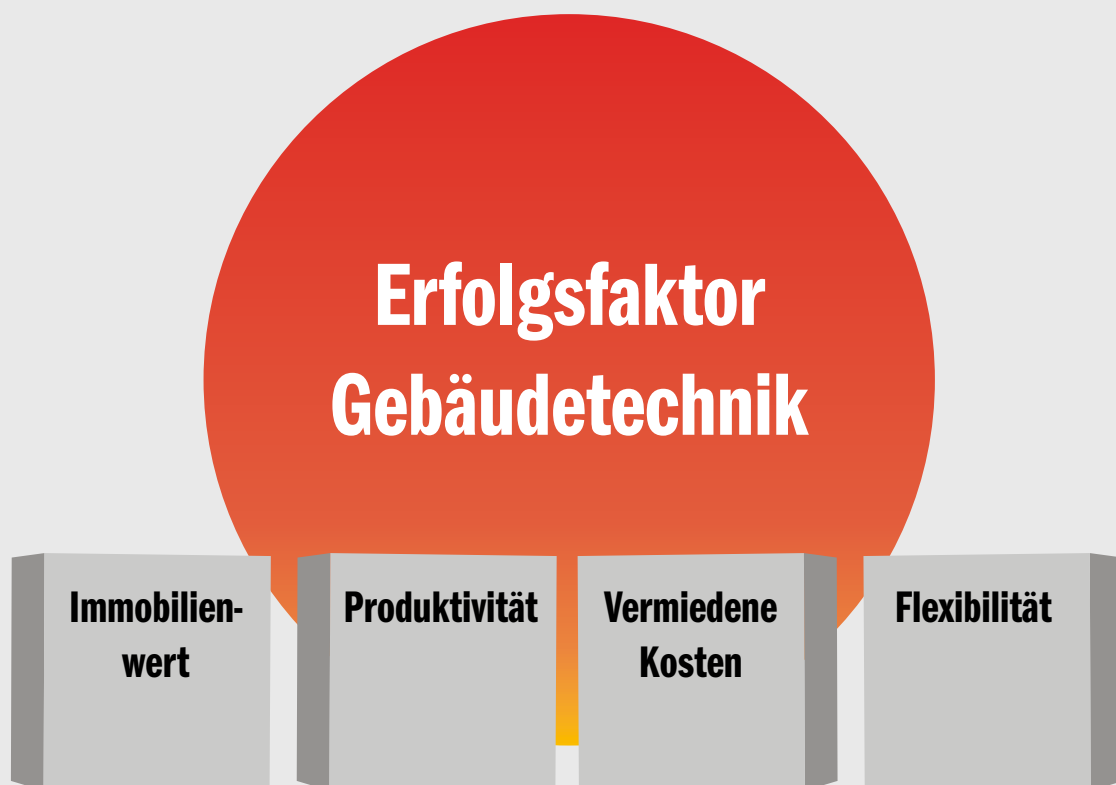 Erfolgsfaktor
Gebäudetechnik
Immobilien-
wert
Produktivität
Vermiedene
Kosten
Flexibilität